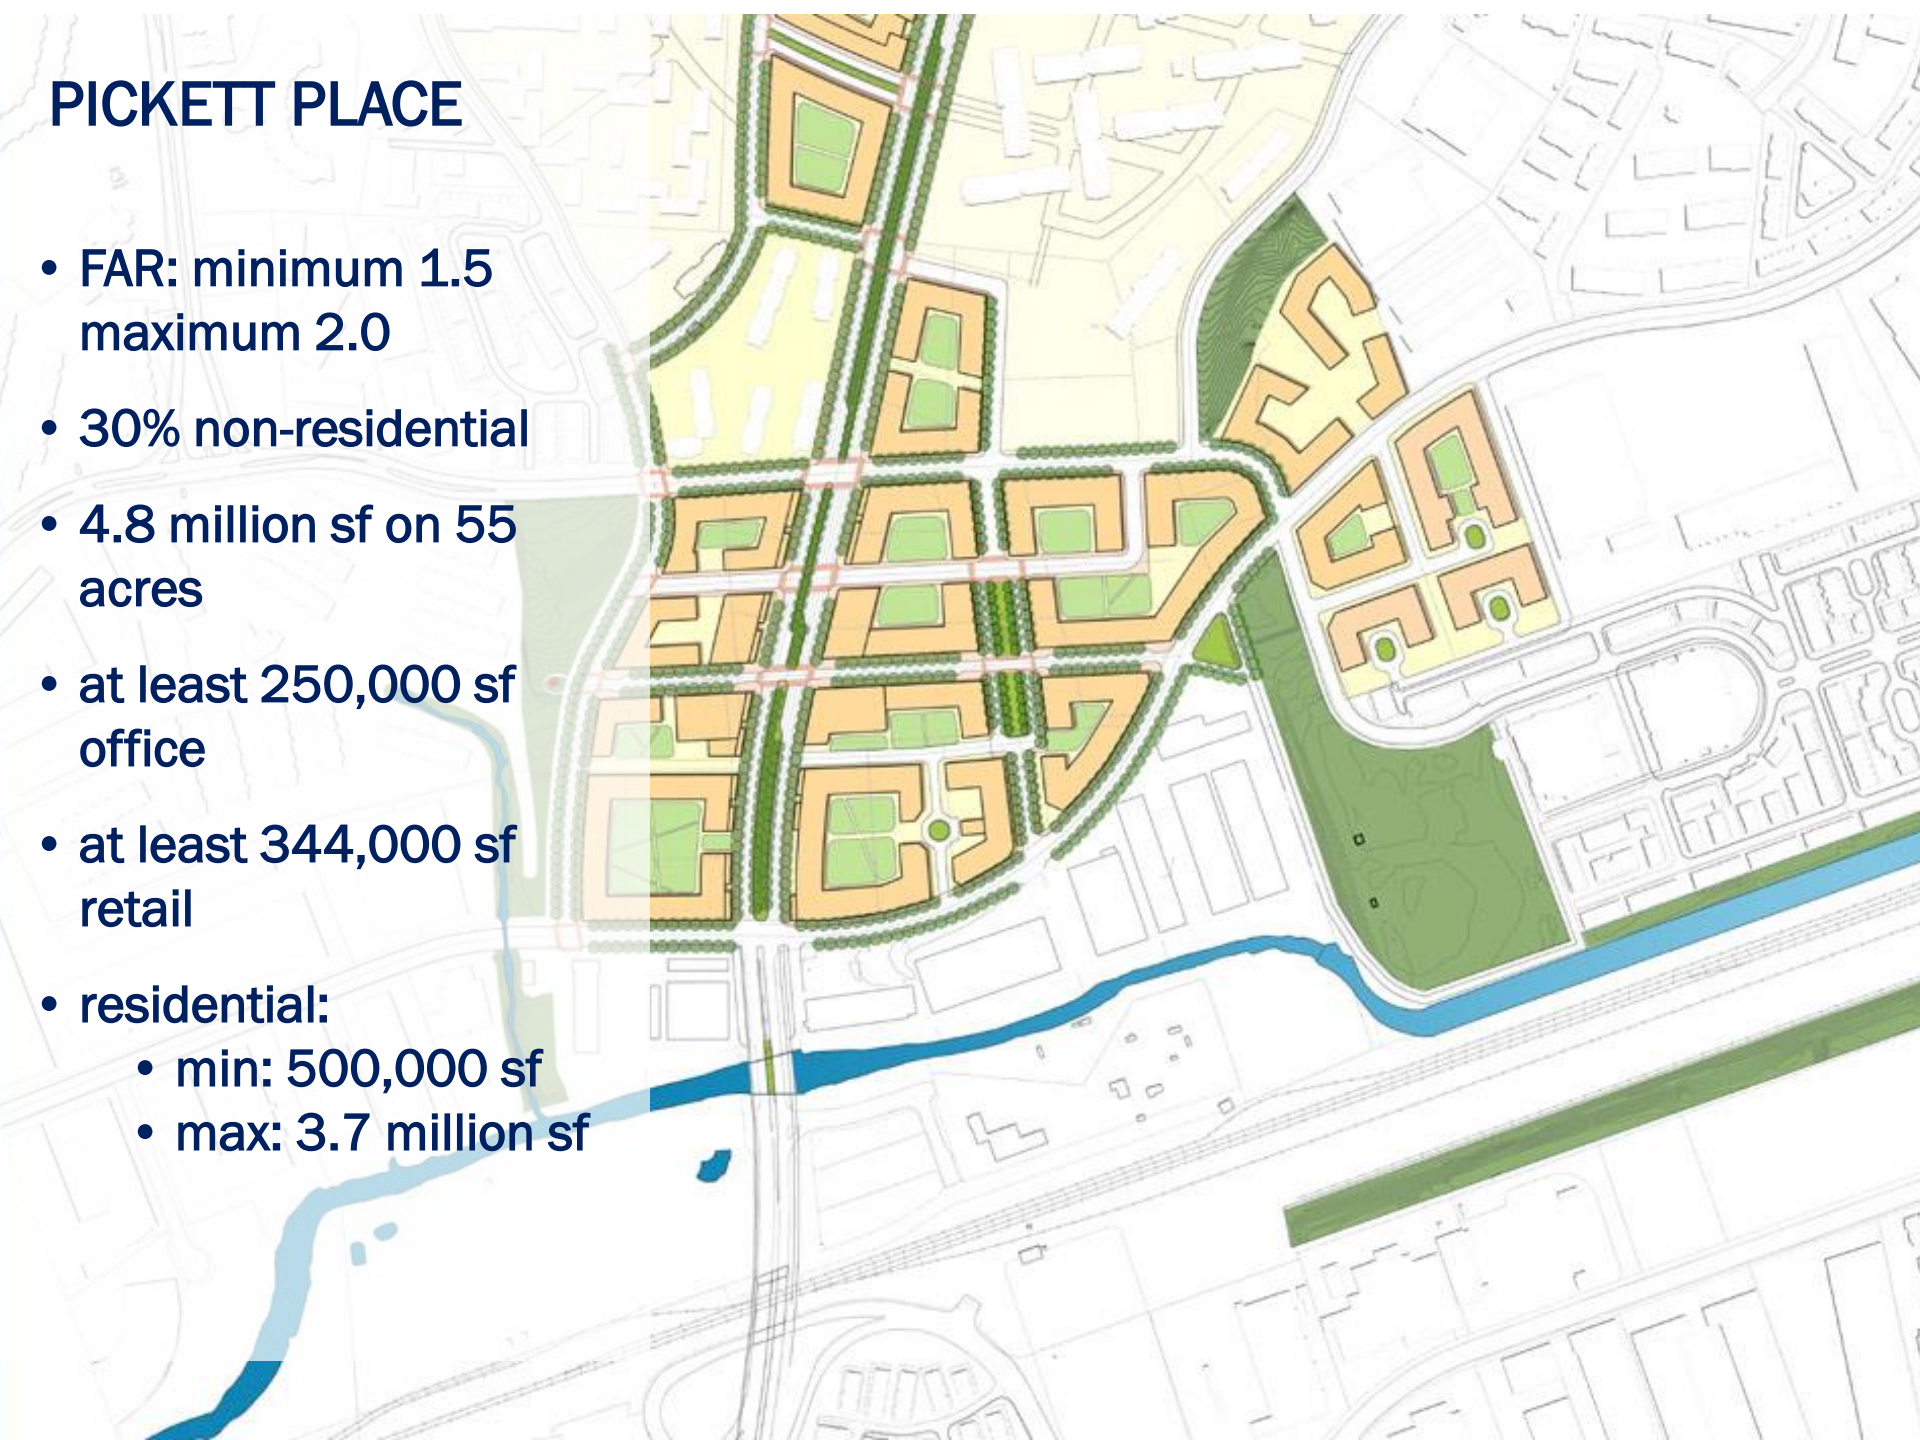 PICKETT PLACE
• FAR: minimum 1.5
maximum 2.0
• 30% non-residential
• 4.8 million sf on 55
acres
• at least 250,000 sf
office
• at least 344,000 sf
retail
• residential:
• min: 500,000 sf
• max: 3.7 million sf